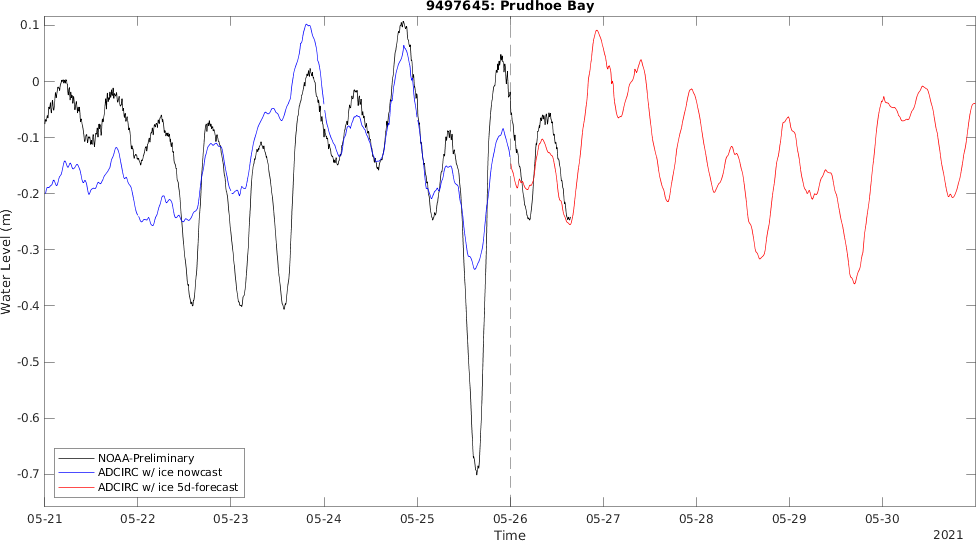 9497645: Prudhoe Bay
0.1
0
-0.1
-0.2
-0.3
-0.4
-0.5
-0.6
-0.7
Water Level (m)
NOAA-Preliminary
ADCIRC w/ ice nowcast
ADCIRC w/ ice 5d-forecast
05-21 05-22 05-23 05-24 05-25 05-26 05-27 05-28 05-29 05-30
Time
2021